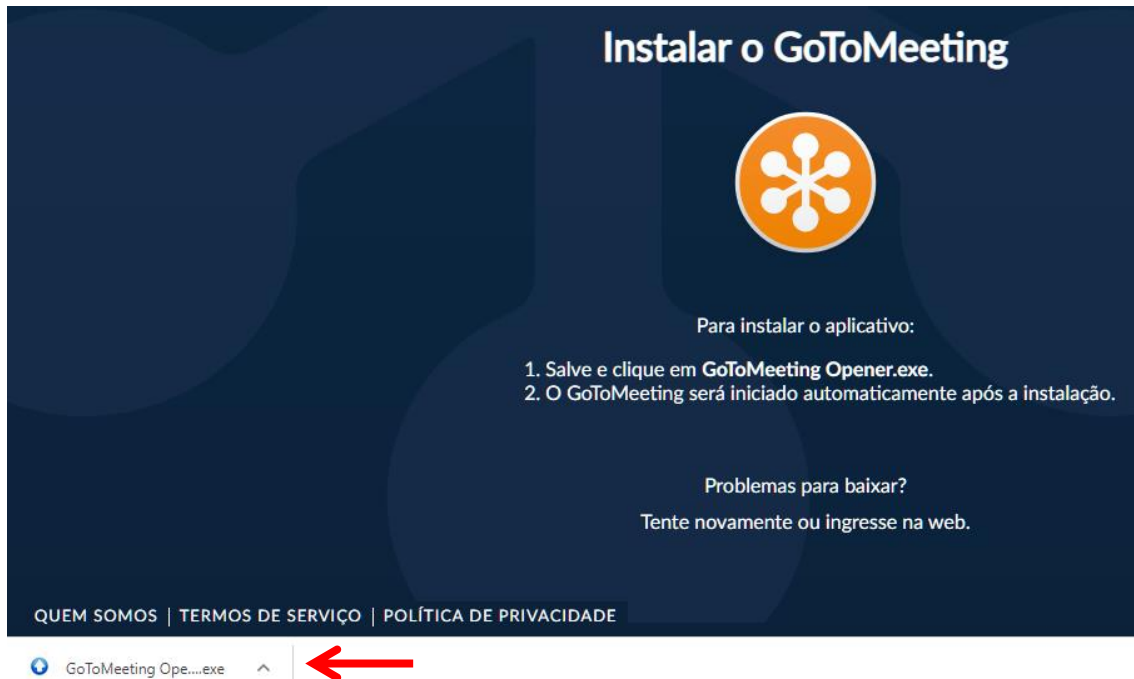 Instalar o GoToMeeting
Para instalar o aplicativo:
1. Salve e clique em GoToMeeting Opener.exe.
2. O GoToMeeting será iniciado automaticamente após a instalação.
Problemas para baixar?
Tente novamente ou ingresse na web.
QUEM SOMOS | TERMOS DE SERVIÇO | POLÍTICA DE PRIVACIDADE
GoToMeeting Ope....exe